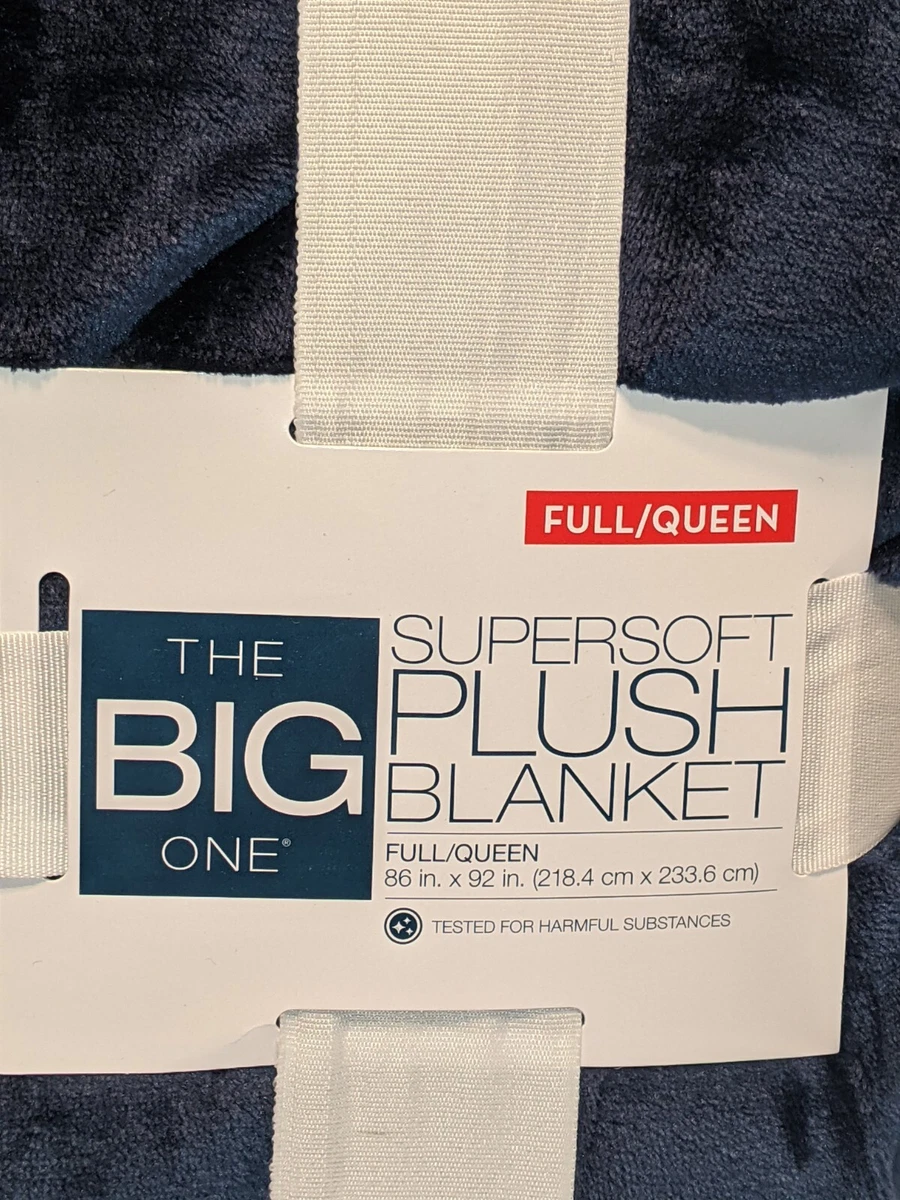 FULL/QUEEN
THE
BIG
ONE®
SUPERSOFT
PLUSH
BLANKET
FULL/QUEEN
86 in. x 92 in. (218.4 cm x 233.6 cm)
TESTED FOR HARMFUL SUBSTANCES